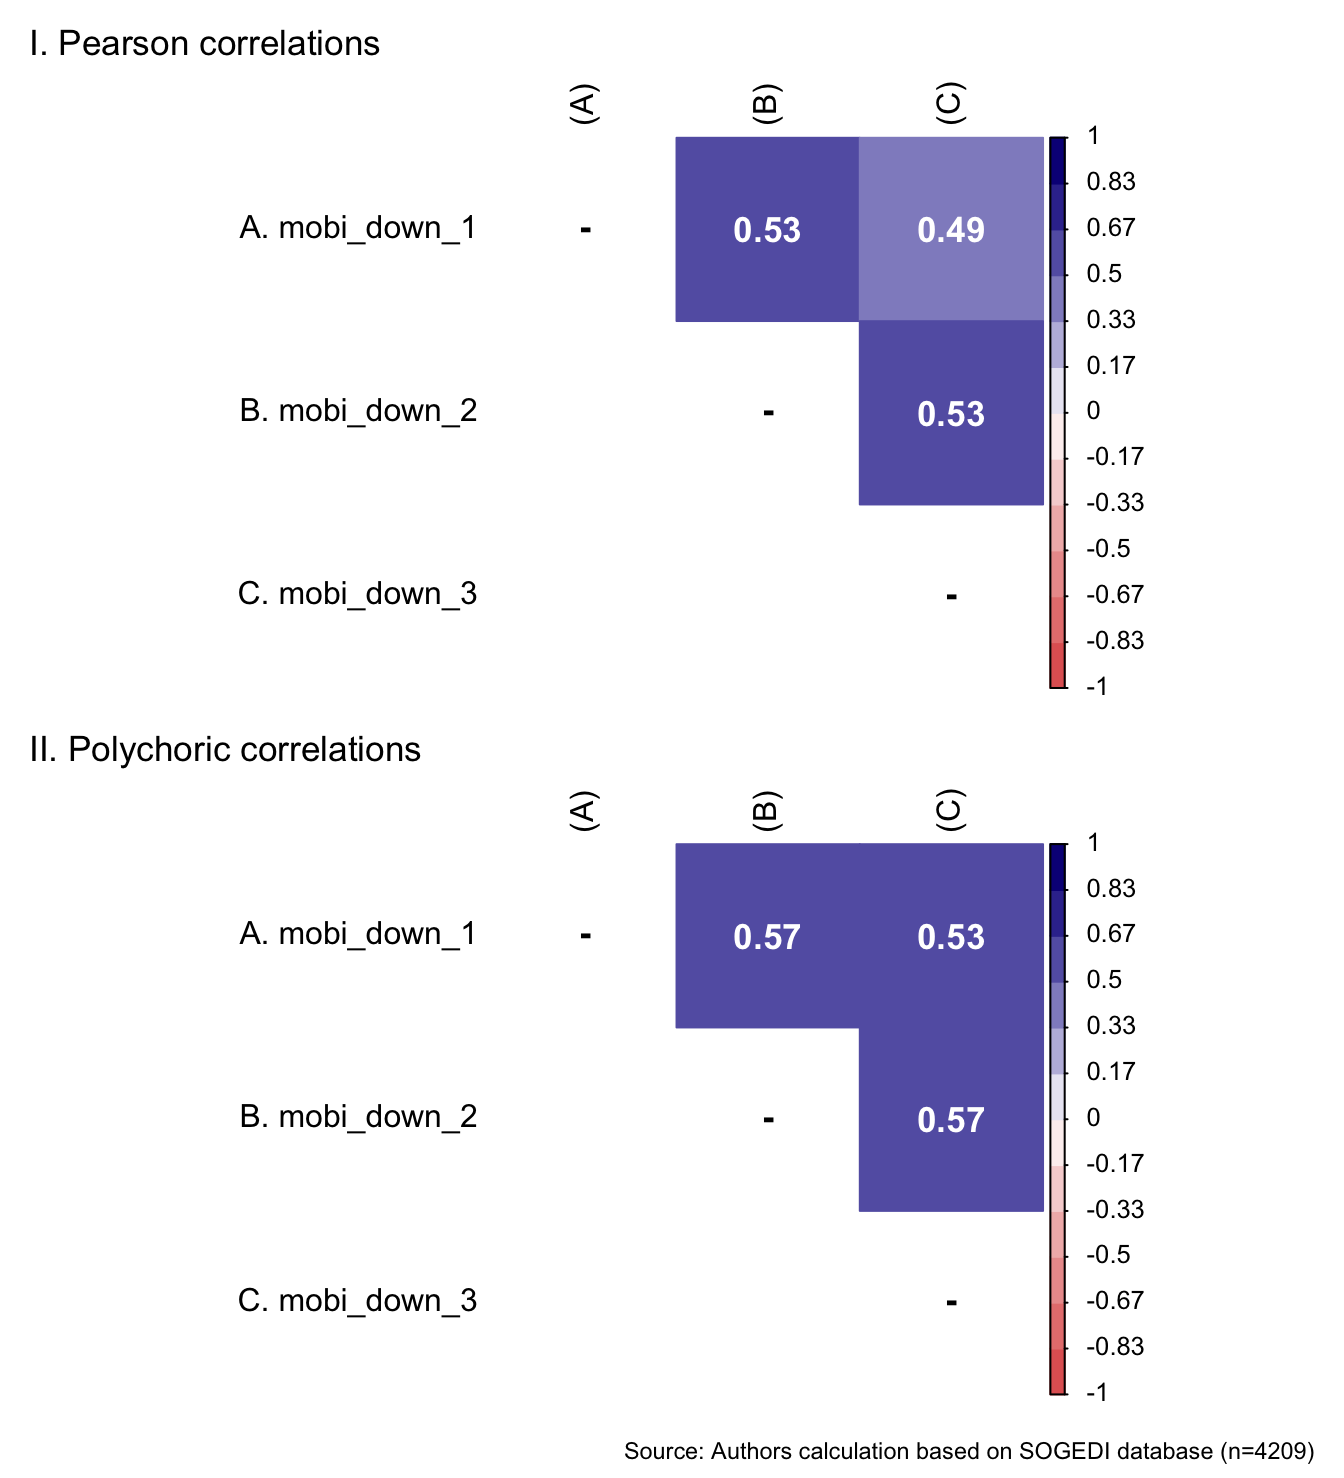 I. Pearson correlations
(A) (B) (C)
A. mobi_down_1 - 0.53 0.49
B. mobi_down_2 - 0.53
C. mobi_down_3 -
1
0.83
0.67
0.5
0.33
0.17
0
-0.17
-0.33
-0.5
-0.67
-0.83
-1
II. Polychoric correlations
(A) (B) (C)
A. mobi_down_1 - 0.57 0.53
B. mobi_down_2 - 0.57
C. mobi_down_3 -
1
0.83
0.67
0.5
0.33
0.17
0
-0.17
-0.33
-0.5
-0.67
-0.83
-1
Source: Authors calculation based on SOGEDI database (n=4209)